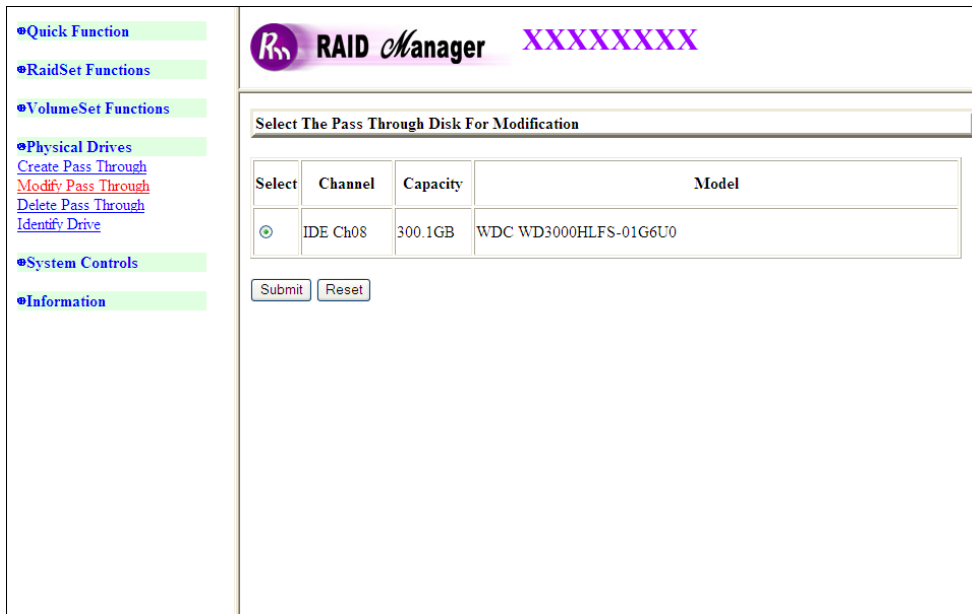 Quick Function
RaidSet Functions
VolumeSet Functions
Physical Drives
Create Pass Through
Modify Pass Through
Delete Pass Through
Identify Drive
System Controls
Information
Rm RAID Manager XXXXXXXX
Select The Pass Through Disk For Modification
Select Channel Capacity Model
IDE Ch08 300.1GB WDC WD3000HLFS-01G6U0
Submit Reset